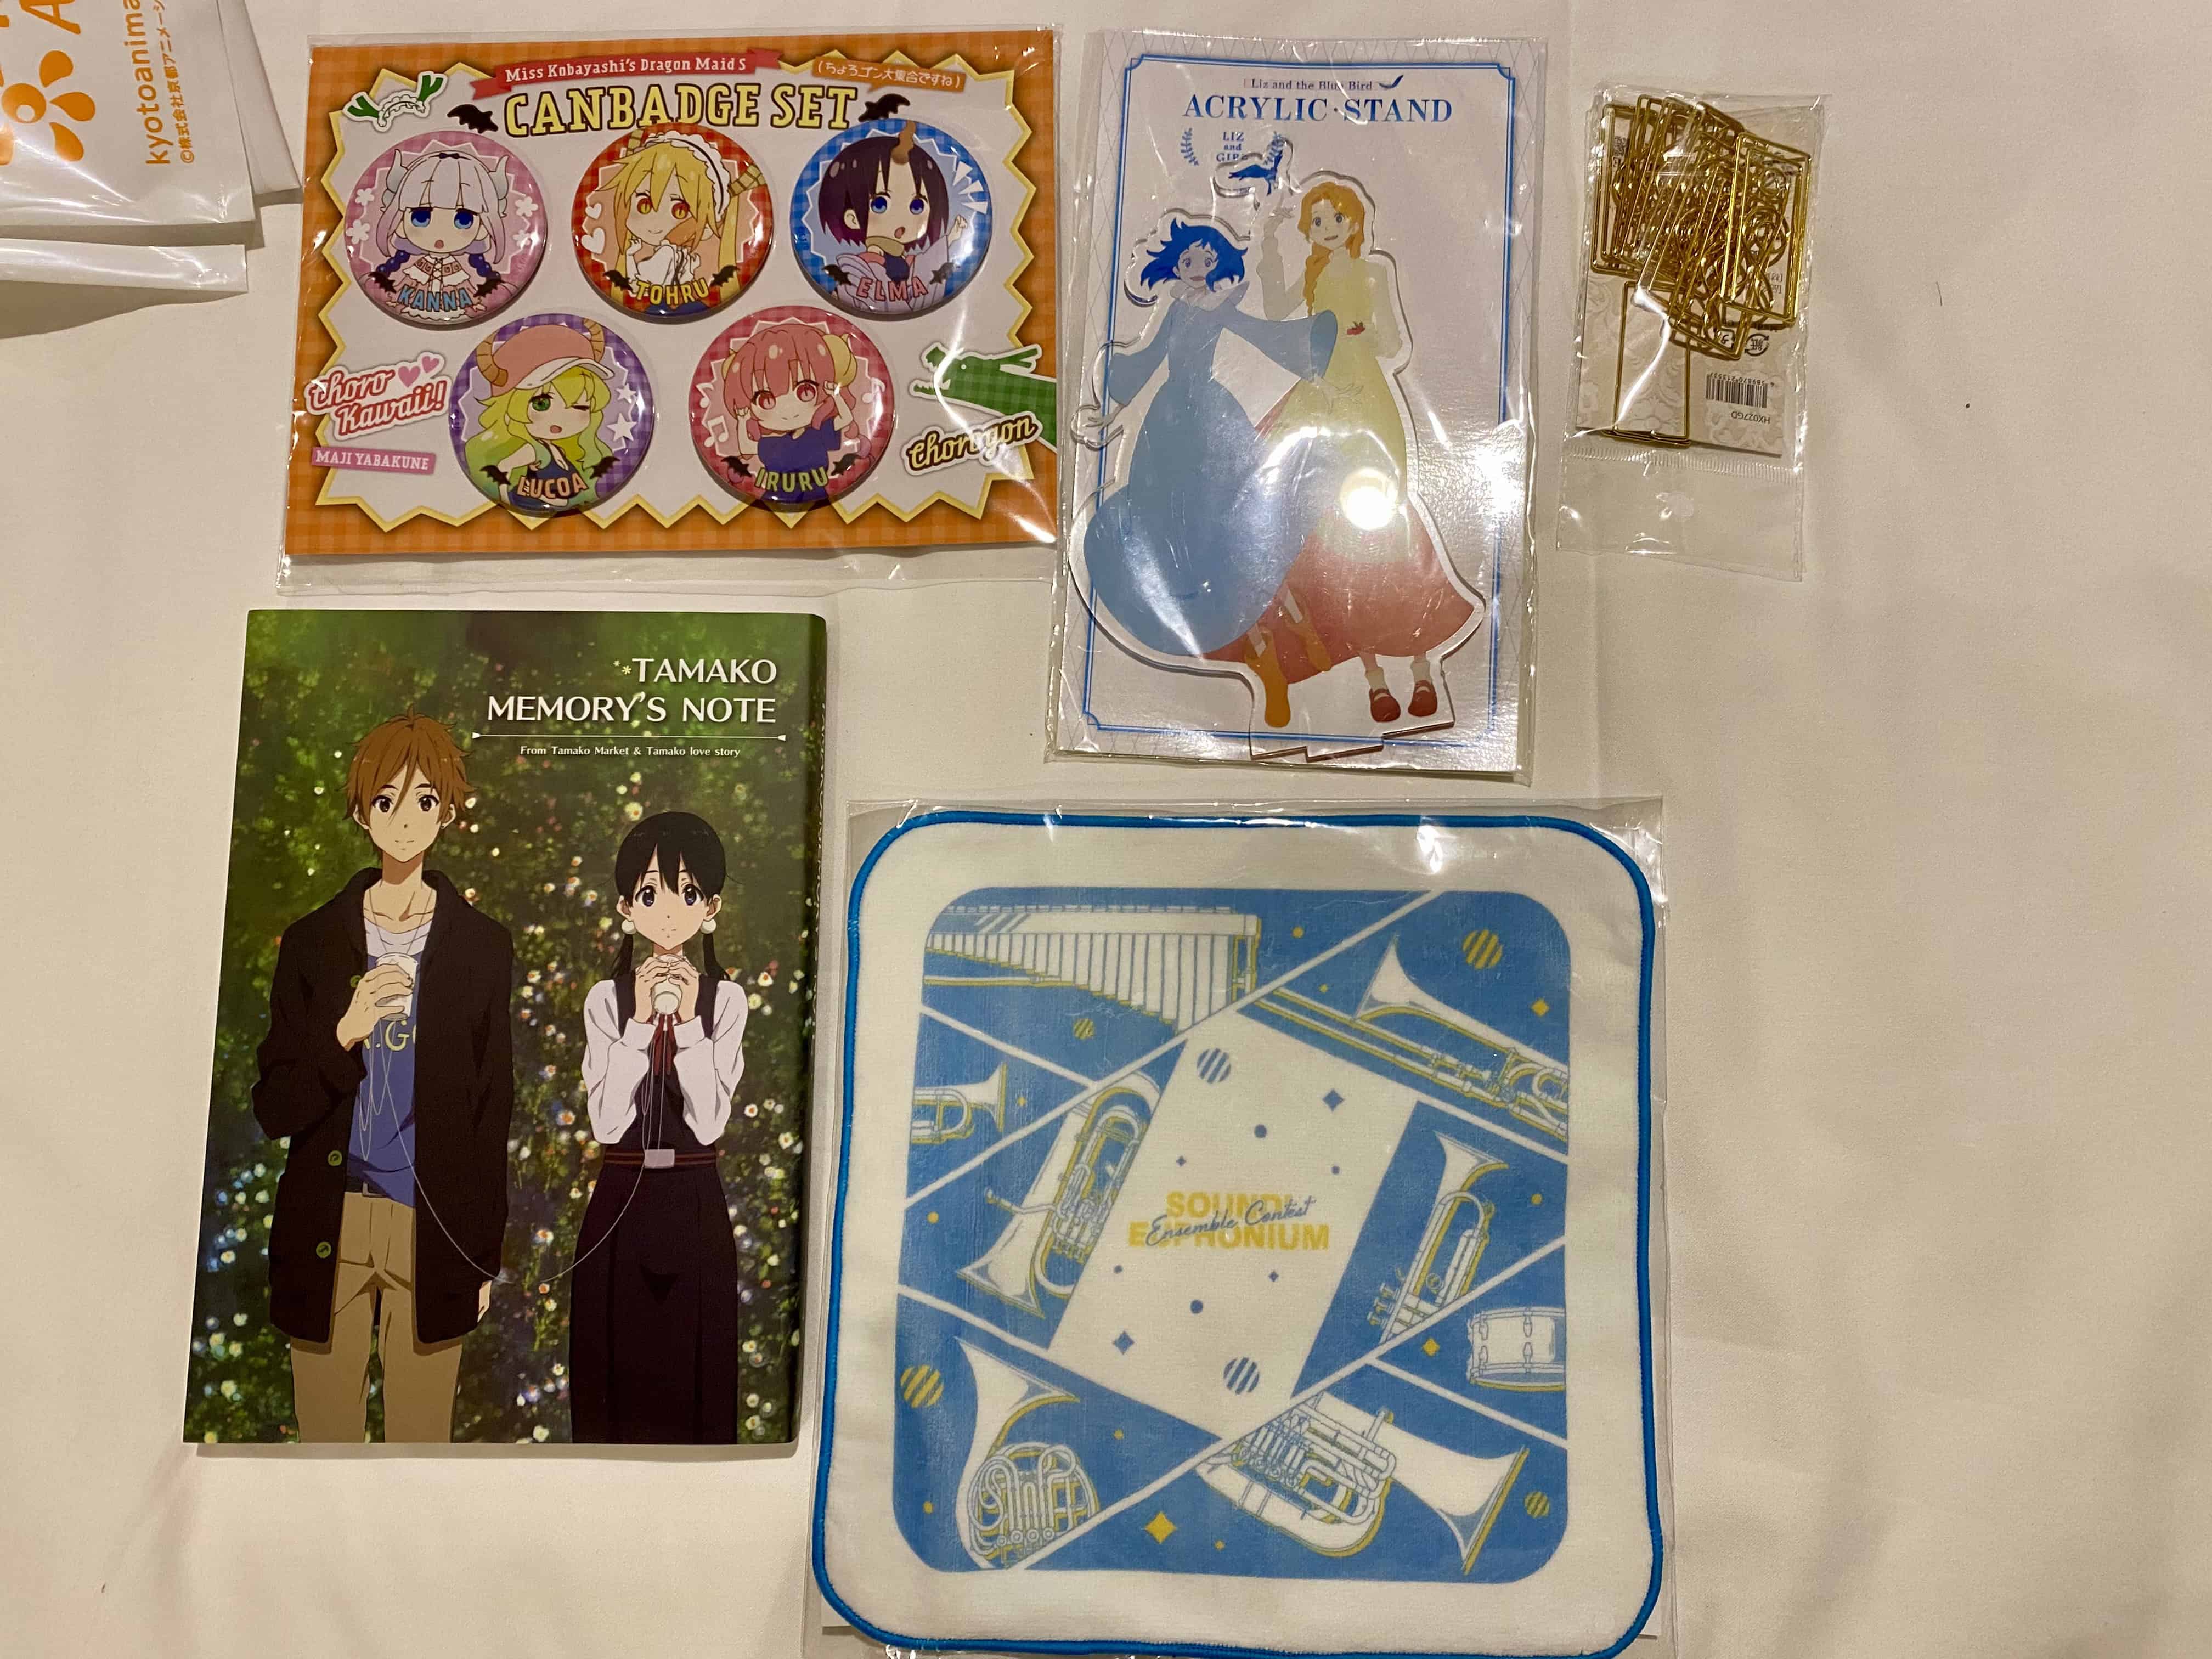 kyotoanima
©株式会社京都アニメーシ
Miss Kobayashi's Dragon Maid S
(ちょろゴン大集合ですね)
CANBADGE SET
KANNA
TOHRU
ELMA
LUCOA
IRURU
Choro
Kawaii!
MAJI YABAKUNE
Chorogon
Liz and the Blue Bird
ACRYLIC·STAND
LIZ
and
HX027GD
TAMAKO
MEMORY'S NOTE
From Tamako Market & Tamako love story
SOUND!
EUPHONIUM
Ensemble Contest